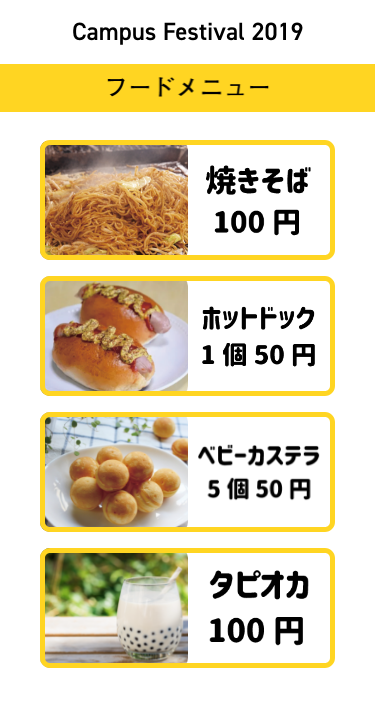 Campus Festival 2019
フードメニュー
焼きそば
100 円
ホットドック
1 個 50 円
ベビーカステラ
5 個 50 円
タピオカ
100 円